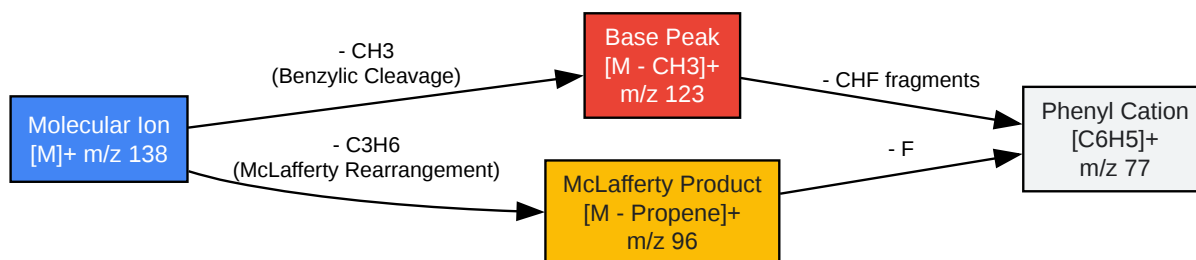 Molecular Ion
[M]+ m/z 138
- CH3
(Benzylic Cleavage)
- C3H6
(McLafferty Rearrangement)
Base Peak
[M - CH3]+
m/z 123
McLafferty Product
[M - Propene]+
m/z 96
- CHF fragments
- F
Phenyl Cation
[C6H5]+
m/z 77